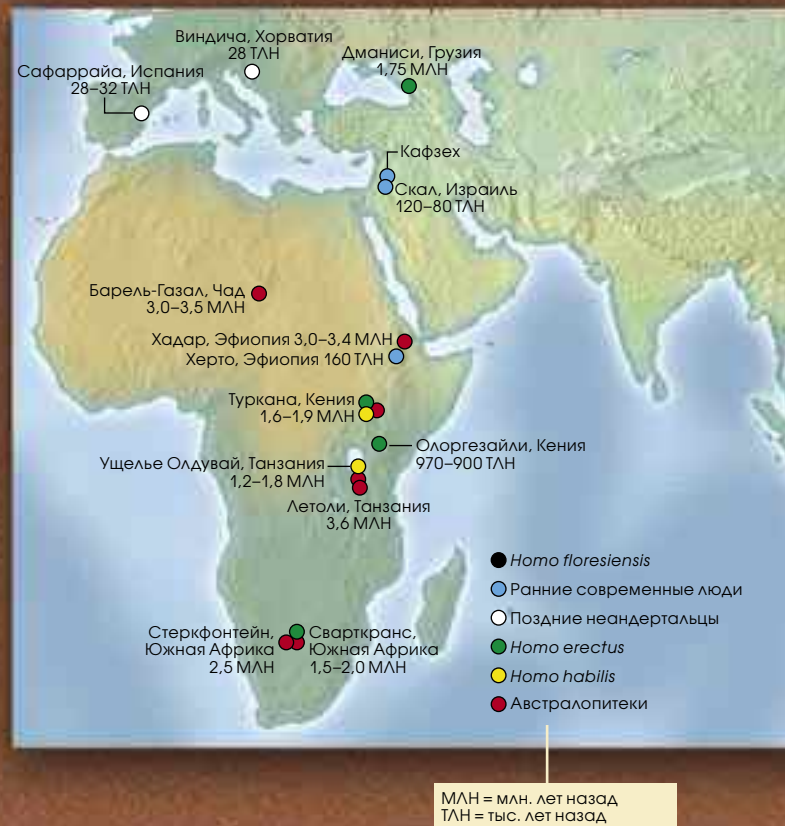 Виндича, Хорватия
28 ТЛН
Дманиси, Грузия
1,75 МЛН
Сафаррайа, Испания
28–32 ТЛН
Кафзех
Скал, Израиль
120–80 ТЛН
Барель-Газал, Чад
3,0–3,5 МЛН
Хадар, Эфиопия 3,0–3,4 МЛН
Херто, Эфиопия 160 ТЛН
Туркана, Кения
1,6–1,9 МЛН
Олоргезайли, Кения
970–900 ТЛН
Ущелье Олдувай, Танзания
1,2–1,8 МЛН
Летоли, Танзания
3,6 МЛН
Стеркфонтейн,
Южная Африка
2,5 МЛН
Сварткранс,
Южная Африка
1,5–2,0 МЛН
Homo floresiensis
Ранние современные люди
Поздние неандертальцы
Homo erectus
Homo habilis
Австралопитеки
МЛН = млн. лет назад
ТЛН = тыс. лет назад